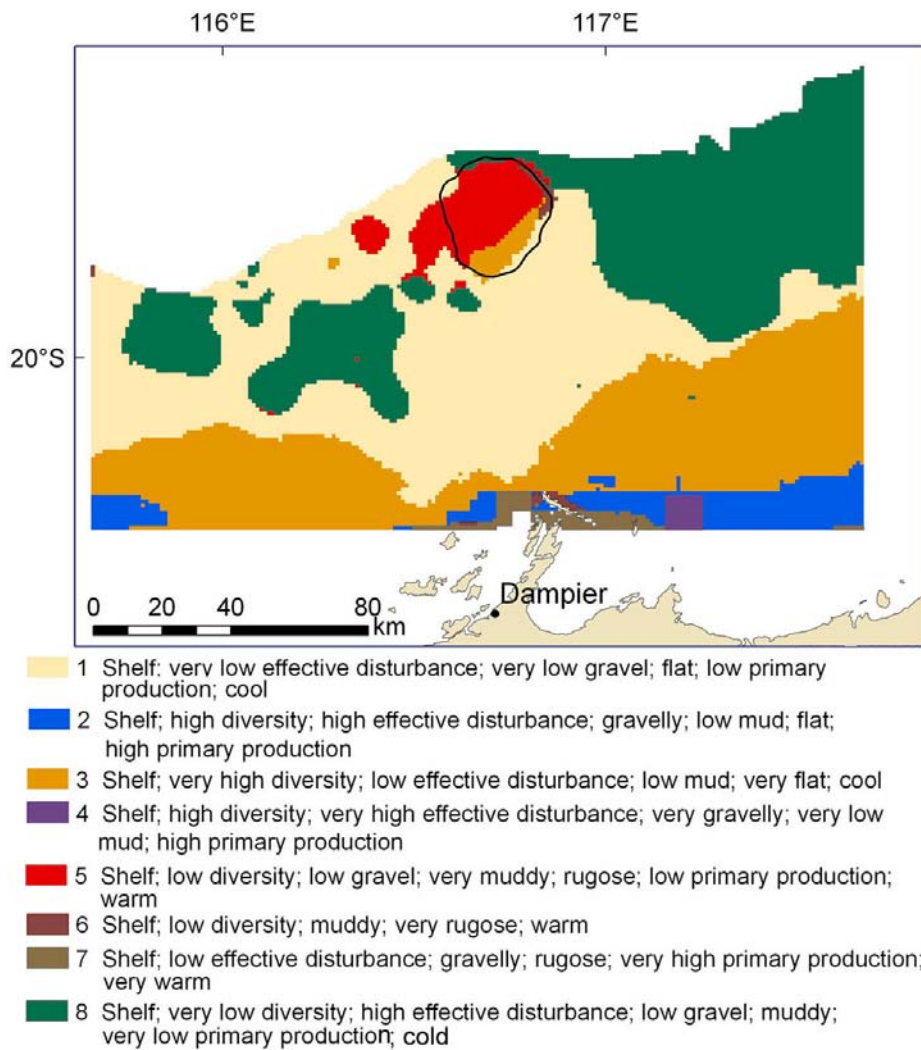 116°E
117°E
20°S
Dampier
0 20 40 80
km
1 Shelf; very low effective disturbance; very low gravel; flat; low primary
production; cool
2 Shelf; high diversity; high effective disturbance; gravelly; low mud; flat;
high primary production
3 Shelf; very high diversity; low effective disturbance; low mud; very flat; cool
4 Shelf; high diversity; very high effective disturbance; very gravelly; very low
mud; high primary production
5 Shelf; low diversity; low gravel; very muddy; rugose; low primary production;
warm
6 Shelf; low diversity; muddy; very rugose; warm
7 Shelf; low effective disturbance; gravelly; rugose; very high primary production;
very warm
8 Shelf; very low diversity; high effective disturbance; low gravel; muddy;
very low primary production; cold